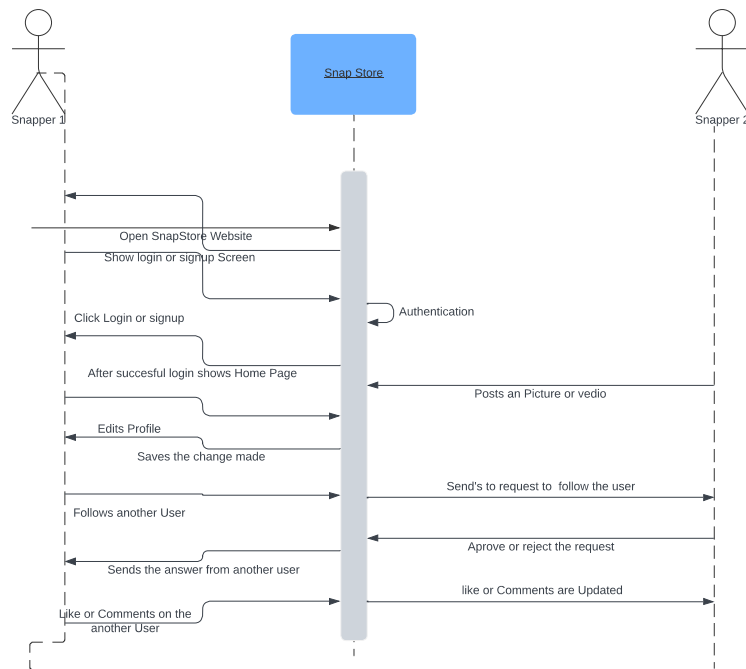 Snap Store
Snapper 1
Snapper 2
Open SnapStore Website
Show login or signup Screen
Authentication
Click Login or signup
After succesful login shows Home Page
Posts an Picture or vedio
Edits Profile
Saves the change made
Send's to request to follow the user
Follows another User
Aprove or reject the request
Sends the answer from another user
like or Comments are Updated
Like or Comments on the
another User